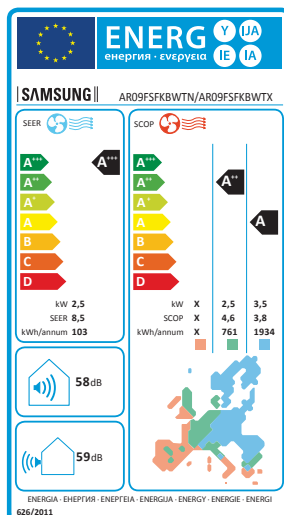 ENERG Y IJA
енергия · ενεργεια IE IA
SAMSUNG AR09FSFKBWTN/AR09FSFKBWTX
SEER SCOP
A+++ A+++ A+++
A++ A++ A++
A+ A+
A A A
B B
C C
D D
kW 2,5 kW X 2,5 3,5
SEER 8,5 SCOP X 4,6 3,8
kWh/annum 103 kWh/annum X 761 1934
58dB
59dB
ENERGIA · ЕНЕРГИЯ · ΕΝΕΡΓΕΙΑ · ENERGIJA · ENERGY · ENERGIE · ENERGI
626/2011